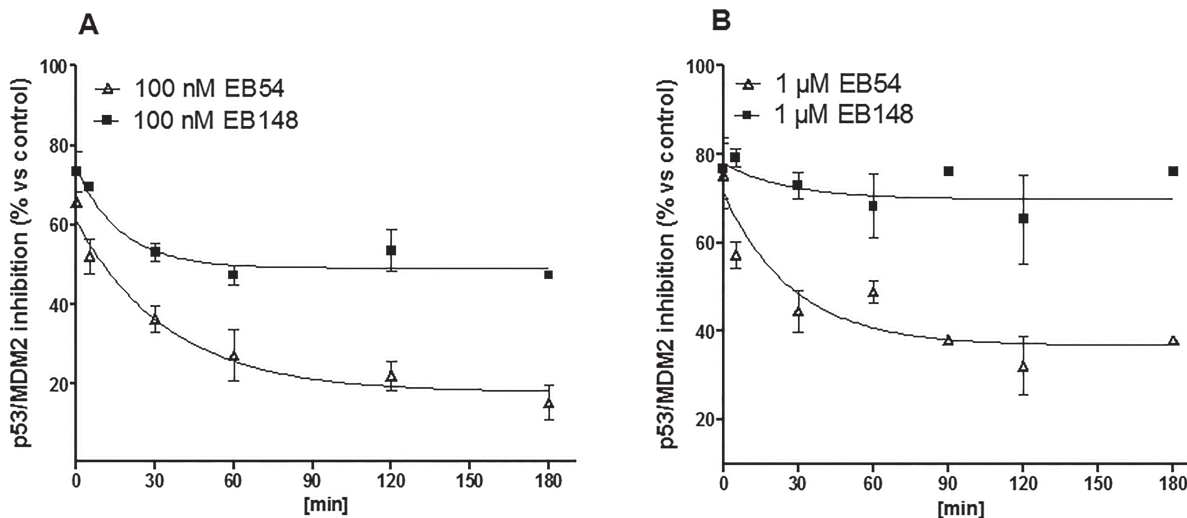 A
p53/MDM2 inhibition (% vs control)
100
80
60
40
20
100 nM EB54
100 nM EB148
0 30 60 90 120 150 180
[min]
B
p53/MDM2 inhibition (% vs control)
100
80
60
40
20
1 µM EB54
1 µM EB148
0 30 60 90 120 150 180
[min]